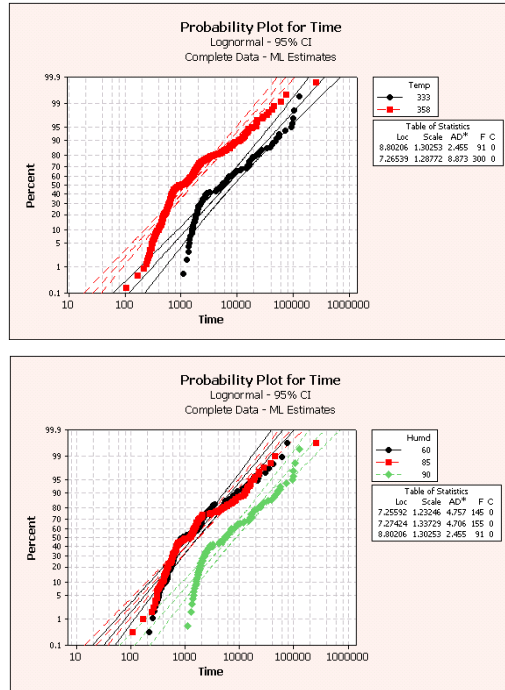 Probability Plot for Time
Lognormal - 95% CI
Complete Data - ML Estimates
99.9
99
95
90
80
70
60
50
40
30
20
10
5
1
0.1
Percent
10
100
1000
10000
100000
1000000
Time
Temp
333
358
Table of Statistics
Loc Scale AD* F C
8.80206 1.30253 2.455 91 0
7.26539 1.28772 8.873 300 0
Probability Plot for Time
Lognormal - 95% CI
Complete Data - ML Estimates
99.9
99
95
90
80
70
60
50
40
30
20
10
5
1
0.1
Percent
10
100
1000
10000
100000
1000000
Time
Humd
60
85
90
Table of Statistics
Loc Scale AD* F C
7.25592 1.23246 4.757 145 0
7.27424 1.33729 4.706 155 0
8.80206 1.30253 2.455 91 0